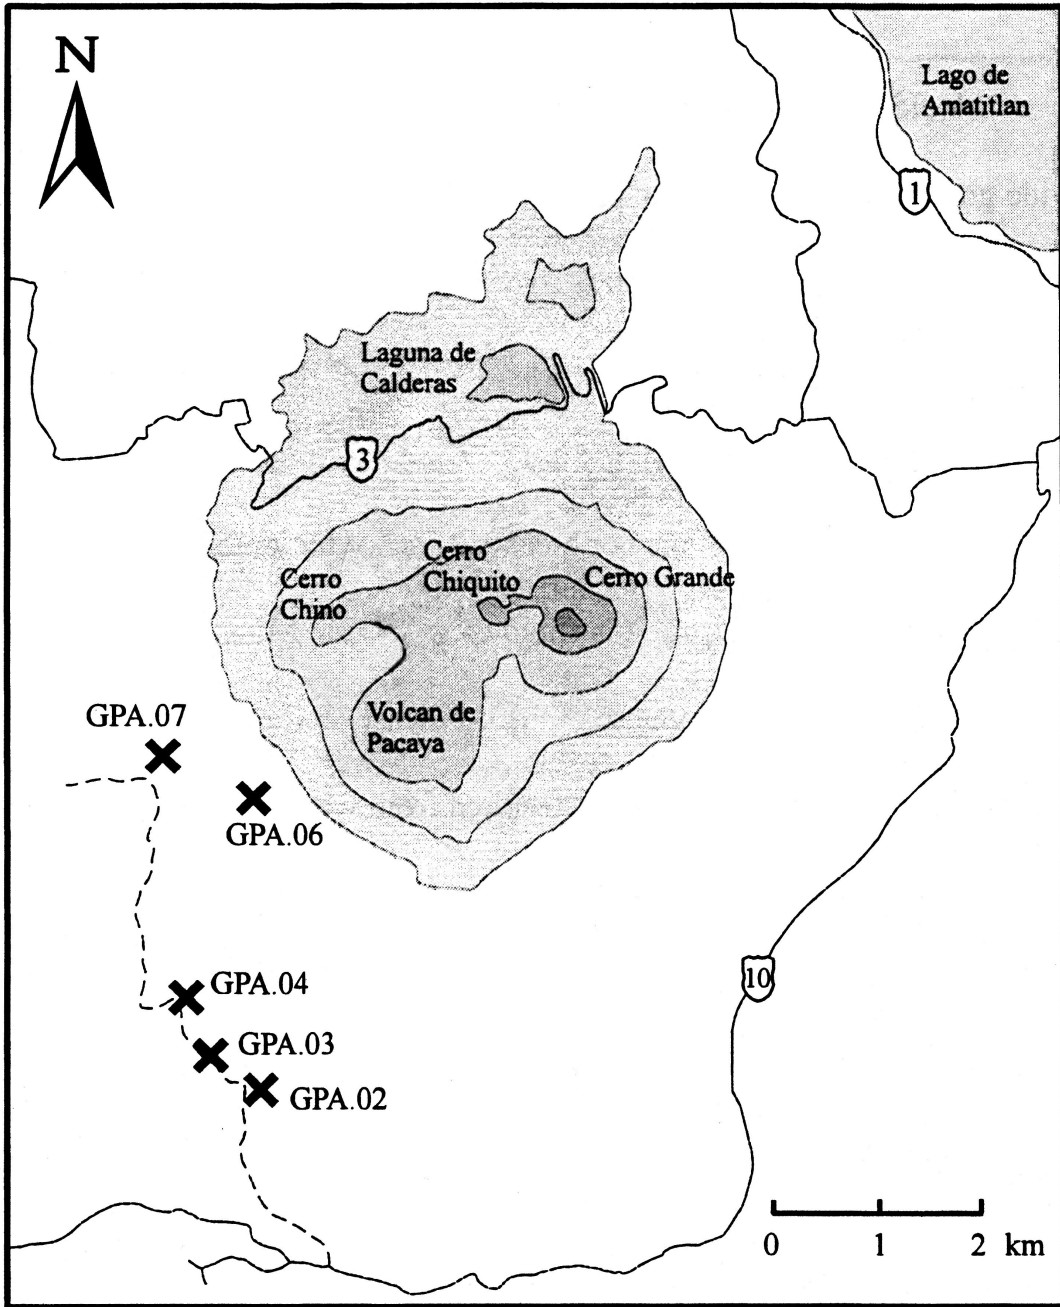 N
Lago de
Amatitlan
1
Laguna de
Calderas
3
Cerro
Chino
Cerro
Chiquito
Cerro Grande
Volcan de
Pacaya
GPA.07
GPA.06
GPA.04
GPA.03
GPA.02
10
0 1 2 km